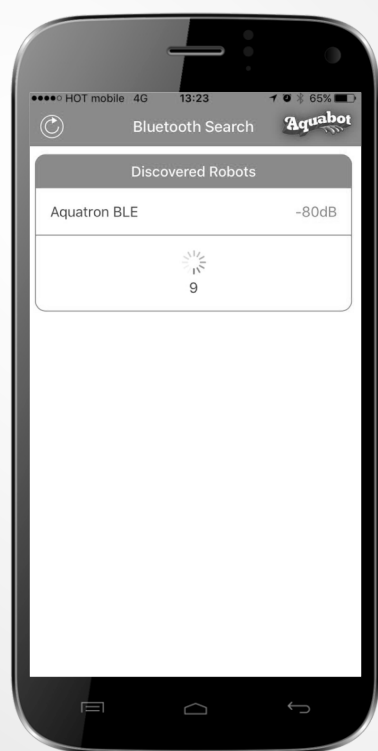 HOT mobile 4G 13:23 65%
Bluetooth Search
Aquabot
Discovered Robots
Aquatron BLE -80dB
9